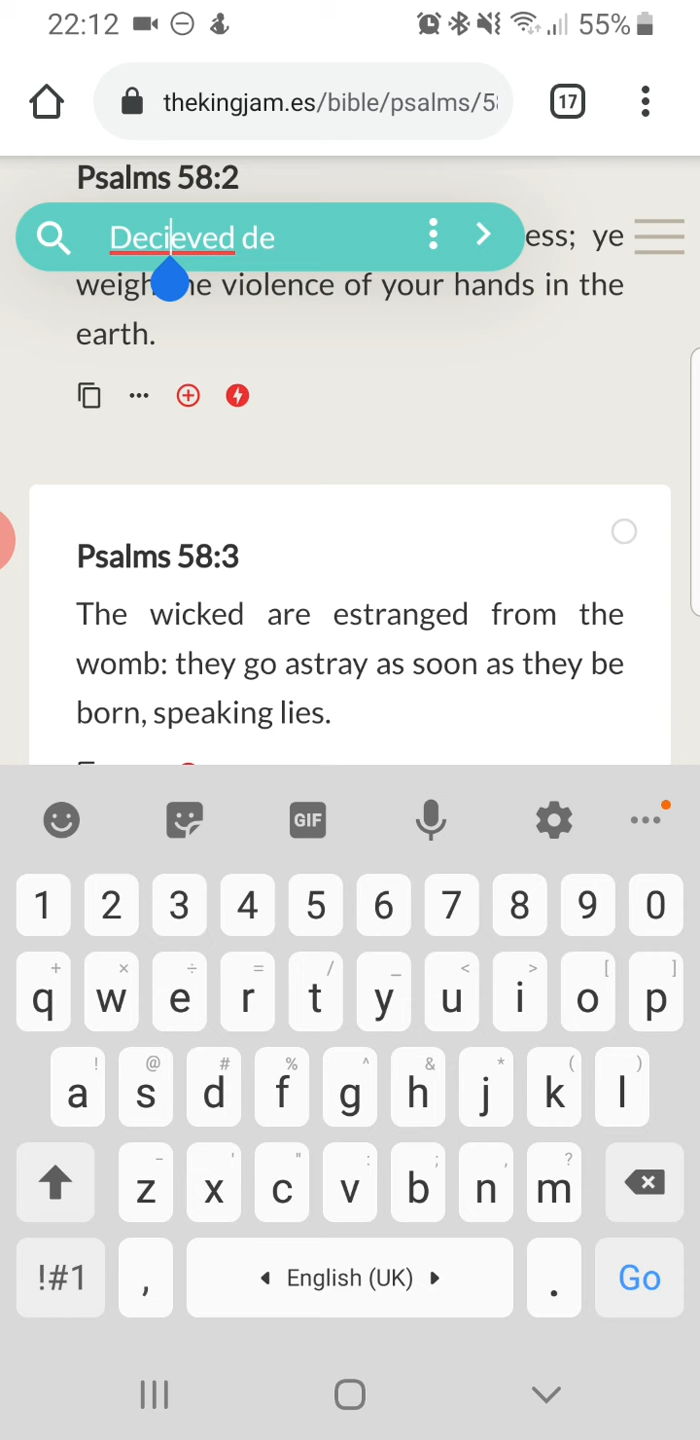 22:12 55%
thekingjam.es/bible/psalms/5 17
Psalms 58:2
Decieved de ess; ye
weigh he violence of your hands in the
earth.
Psalms 58:3
The wicked are estranged from the
womb: they go astray as soon as they be
born, speaking lies.
GIF
1 2 3 4 5 6 7 8 9 0
+ × ÷ = / _ < > [ ]
q w e r t y u i o p
! @ # % ^ & * ( )
a s d f g h j k l
- ' " : ; , ?
z x c v b n m
!#1 , English (UK) . Go